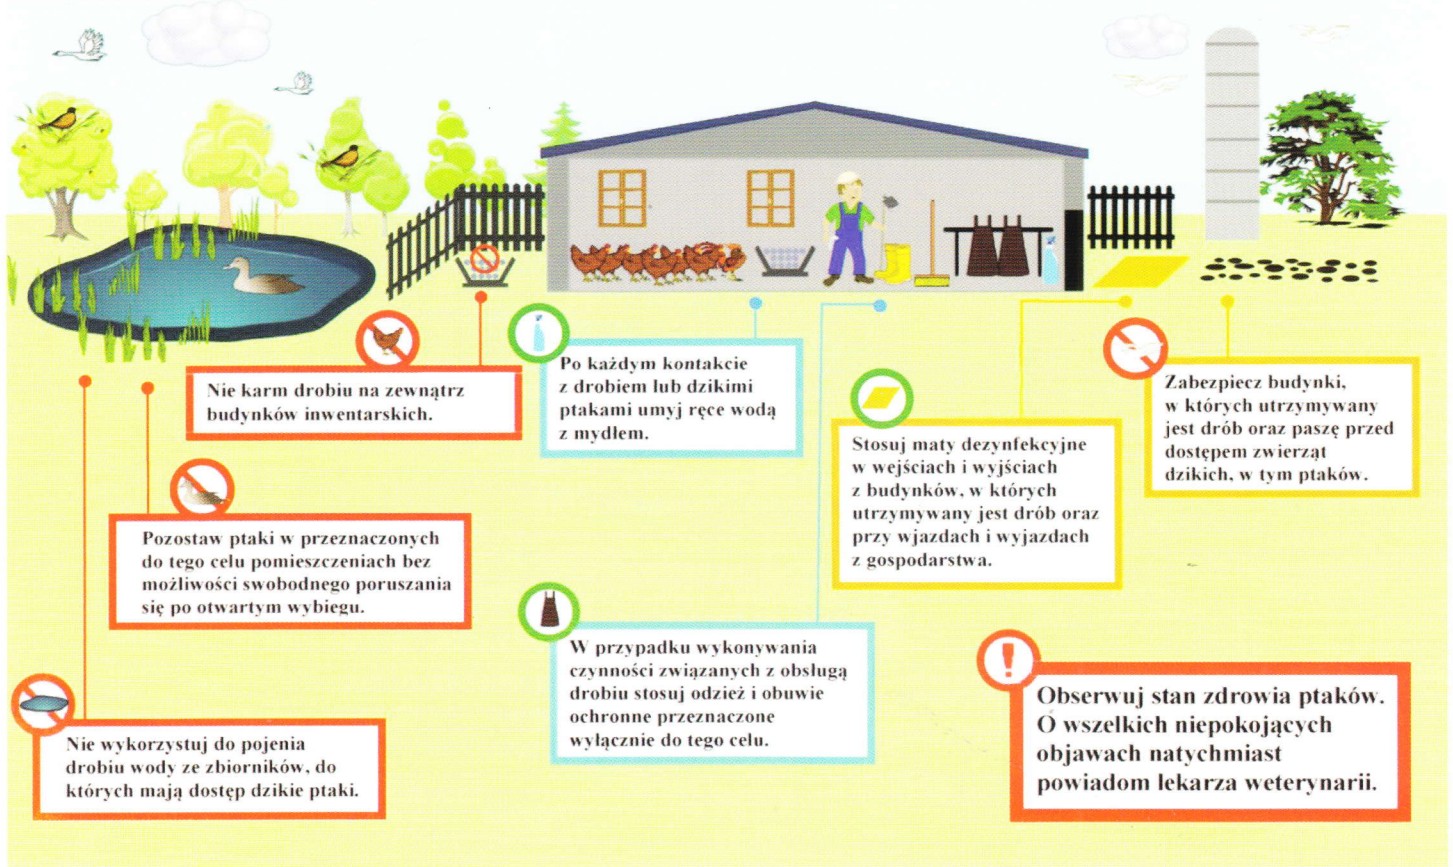 Nie karm drobiu na zewnątrz
budynków inwentarskich.
Po każdym kontakcie
z drobiem lub dzikimi
ptakami umyj ręce wodą
z mydłem.
Stosuj maty dezynfekcyjne
w wejściach i wyjściach
z budynków, w których
utrzymywany jest drób oraz
przy wjazdach i wyjazdach
z gospodarstwa.
Zabezpiecz budynki,
w których utrzymywany
jest drób oraz paszę przed
dostępem zwierząt
dzikich, w tym ptaków.
Pozostaw ptaki w przeznaczonych
do tego celu pomieszczeniach bez
możliwości swobodnego poruszania
się po otwartym wybiegu.
W przypadku wykonywania
czynności związanych z obsługą
drobiu stosuj odzież i obuwie
ochronne przeznaczone
wyłącznie do tego celu.
Nie wykorzystuj do pojenia
drobiu wody ze zbiorników, do
których mają dostęp dzikie ptaki.
Obserwuj stan zdrowia ptaków.
O wszelkich niepokojących
objawach natychmiast
powiadom lekarza weterynarii.